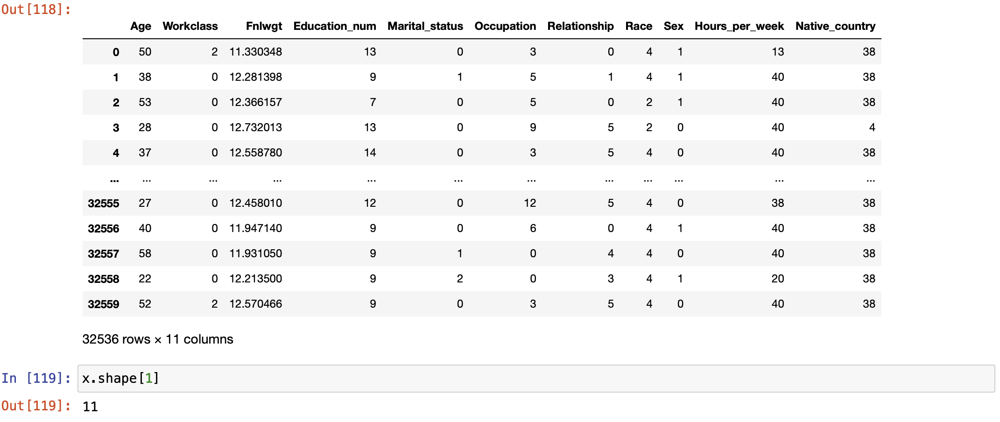 Out[118]:
Age Workclass Fnlwgt Education_num Marital_status Occupation Relationship Race Sex Hours_per_week Native_country
0 50 2 11.330348 13 0 3 0 4 1 13 38
1 38 0 12.281398 9 1 5 1 4 1 40 38
2 53 0 12.366157 7 0 5 0 2 1 40 38
3 28 0 12.732013 13 0 9 5 2 0 40 4
4 37 0 12.558780 14 0 3 5 4 0 40 38
... ... ... ... ... ... ... ... ... ... ... ...
32555 27 0 12.458010 12 0 12 5 4 0 38 38
32556 40 0 11.947140 9 0 6 0 4 1 40 38
32557 58 0 11.931050 9 1 0 4 4 0 40 38
32558 22 0 12.213500 9 2 0 3 4 1 20 38
32559 52 2 12.570466 9 0 3 5 4 0 40 38
32536 rows × 11 columns
In [119]: x.shape[1]
Out[119]: 11